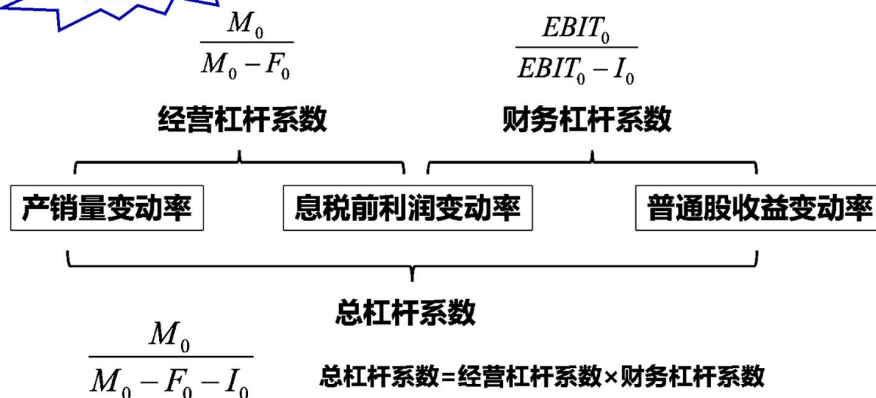 M₀ / (M₀ − F₀)
EBIT₀ / (EBIT₀ − I₀)
经营杠杆系数
财务杠杆系数
产销量变动率
息税前利润变动率
普通股收益变动率
总杠杆系数
M₀ / (M₀ − F₀ − I₀)
总杠杆系数=经营杠杆系数×财务杠杆系数